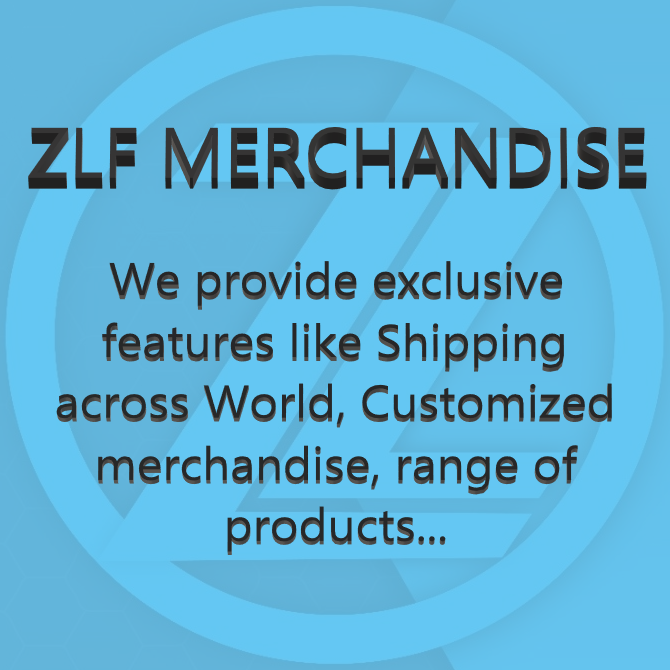 ZLF MERCHANDISE
We provide exclusive
features like Shipping
across World, Customized
merchandise, range of
products...